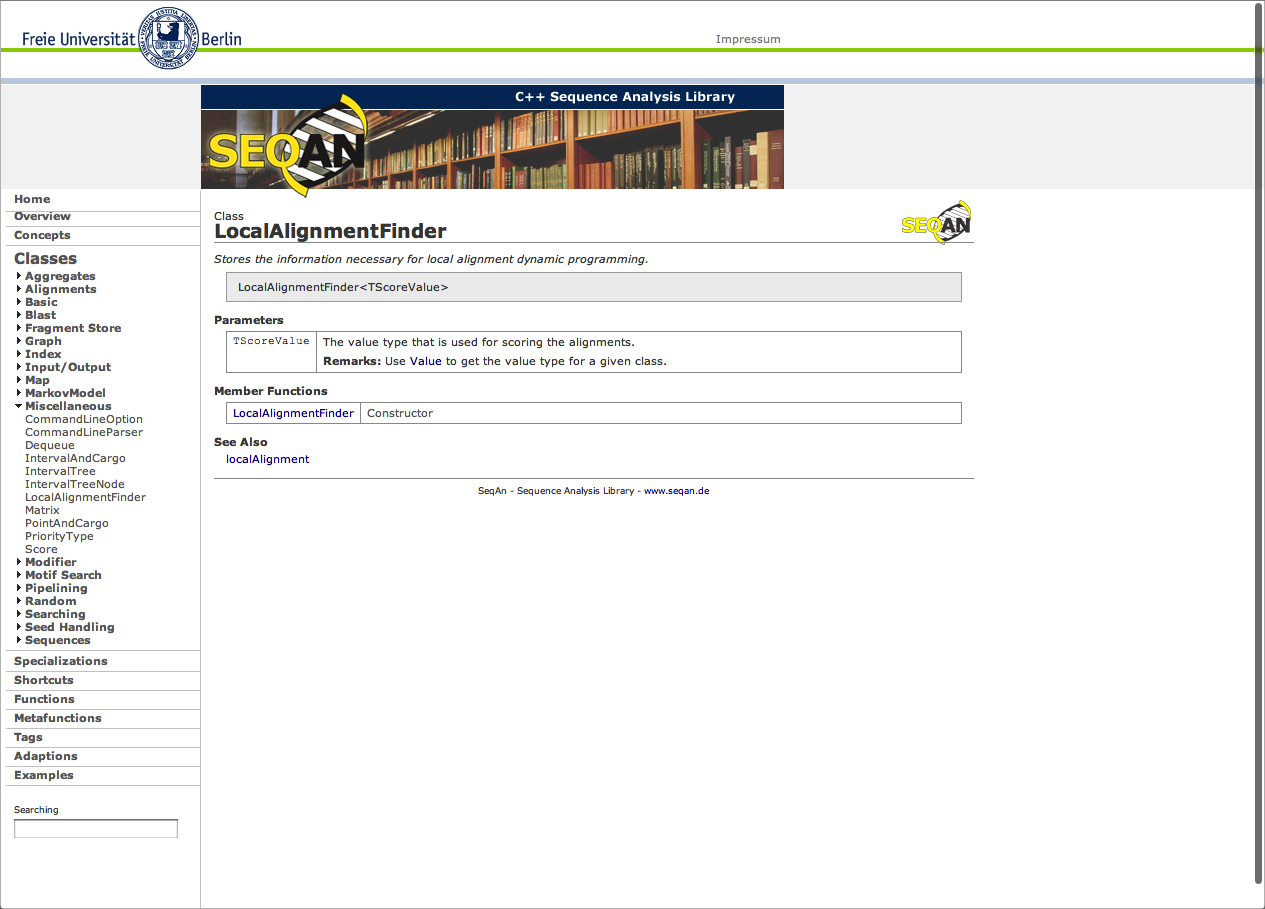 Freie Universität Berlin
Impressum
C++ Sequence Analysis Library
SEQAN
Home
Overview
Concepts
Classes
Aggregates
Alignments
Basic
Blast
Fragment Store
Graph
Index
Input/Output
Map
MarkovModel
Miscellaneous
CommandLineOption
CommandLineParser
Dequeue
IntervalAndCargo
IntervalTree
IntervalTreeNode
LocalAlignmentFinder
Matrix
PointAndCargo
PriorityType
Score
Modifier
Motif Search
Pipelining
Random
Searching
Seed Handling
Sequences
Specializations
Shortcuts
Functions
Metafunctions
Tags
Adaptions
Examples
Searching
Class
LocalAlignmentFinder
SEQAN
Stores the information necessary for local alignment dynamic programming.
LocalAlignmentFinder<TScoreValue>
Parameters
TScoreValue The value type that is used for scoring the alignments.
Remarks: Use Value to get the value type for a given class.
Member Functions
LocalAlignmentFinder Constructor
See Also
localAlignment
SeqAn - Sequence Analysis Library - www.seqan.de